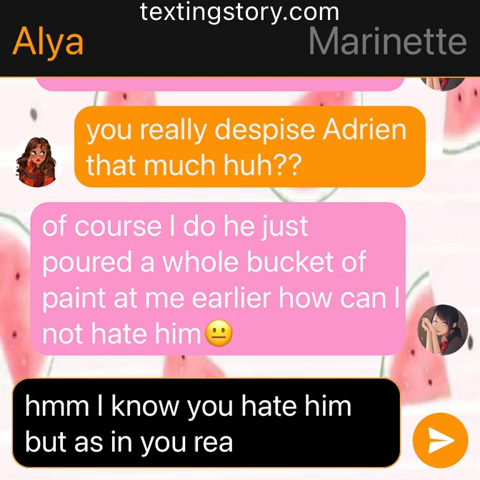 textingstory.com
Alya
Marinette
you really despise Adrien
that much huh??
of course I do he just
poured a whole bucket of
paint at me earlier how can I
not hate him😐
hmm I know you hate him
but as in you rea